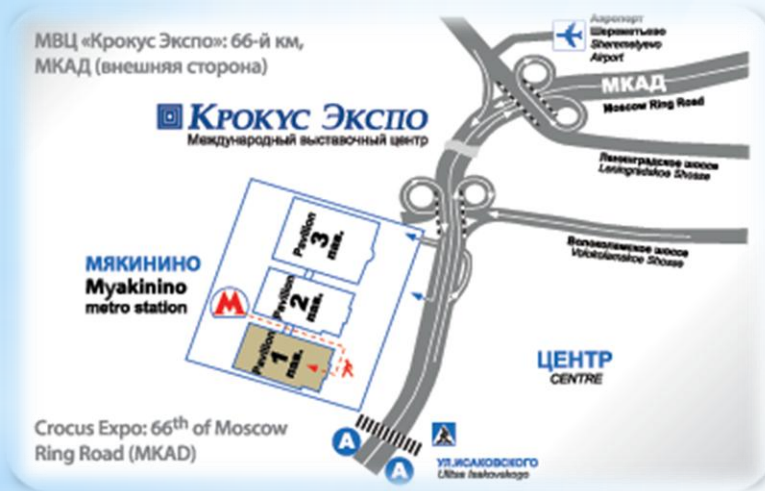 МВЦ «Крокус Экспо»: 66-й км,
МКАД (внешняя сторона)
Аэропорт
Шереметьево
Sheremetyevo
Airport
МКАД
Moscow Ring Road
КРОКУС ЭКСПО
Международный выставочный центр
Ленинградское шоссе
Leningradskoe Shosse
Волоколамское шоссе
Volokolamskoe Shosse
Pavilion
3
пав.
Pavilion
2
пав.
Pavilion
1
пав.
МЯКИНИНО
Myakinino
metro station
М
ЦЕНТР
CENTRE
Crocus Expo: 66th of Moscow
Ring Road (MKAD)
А
А
УЛ.ИСАКОВСКОГО
Ulitsa Isakovskogo